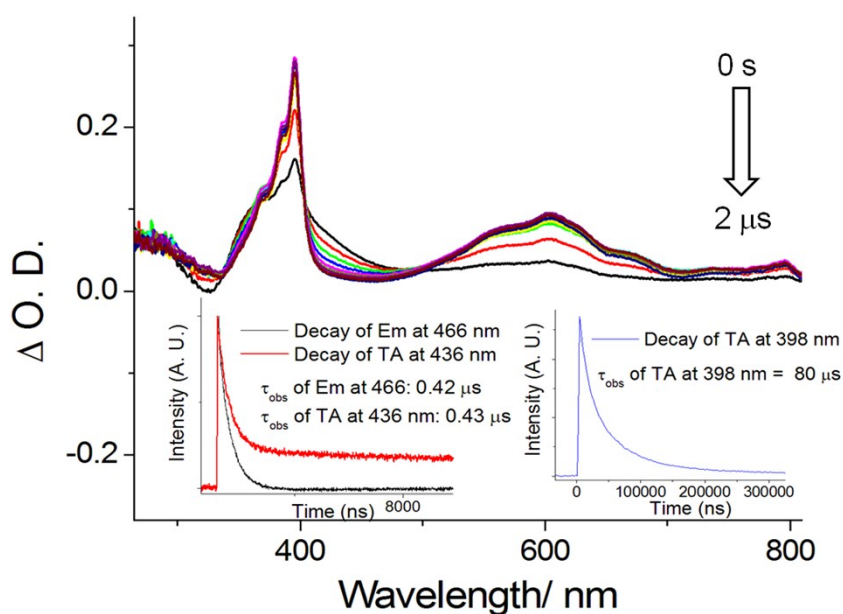 0 s
2 μs
0.2
0.0
-0.2
Δ O. D.
400
600
800
Wavelength/ nm
Decay of Em at 466 nm
Decay of TA at 436 nm
τobs of Em at 466: 0.42 μs
τobs of TA at 436 nm: 0.43 μs
Intensity (A. U.)
8000
Time (ns)
Decay of TA at 398 nm
τobs of TA at 398 nm = 80 μs
Intensity (A. U.)
0
100000
200000
300000
Time (ns)